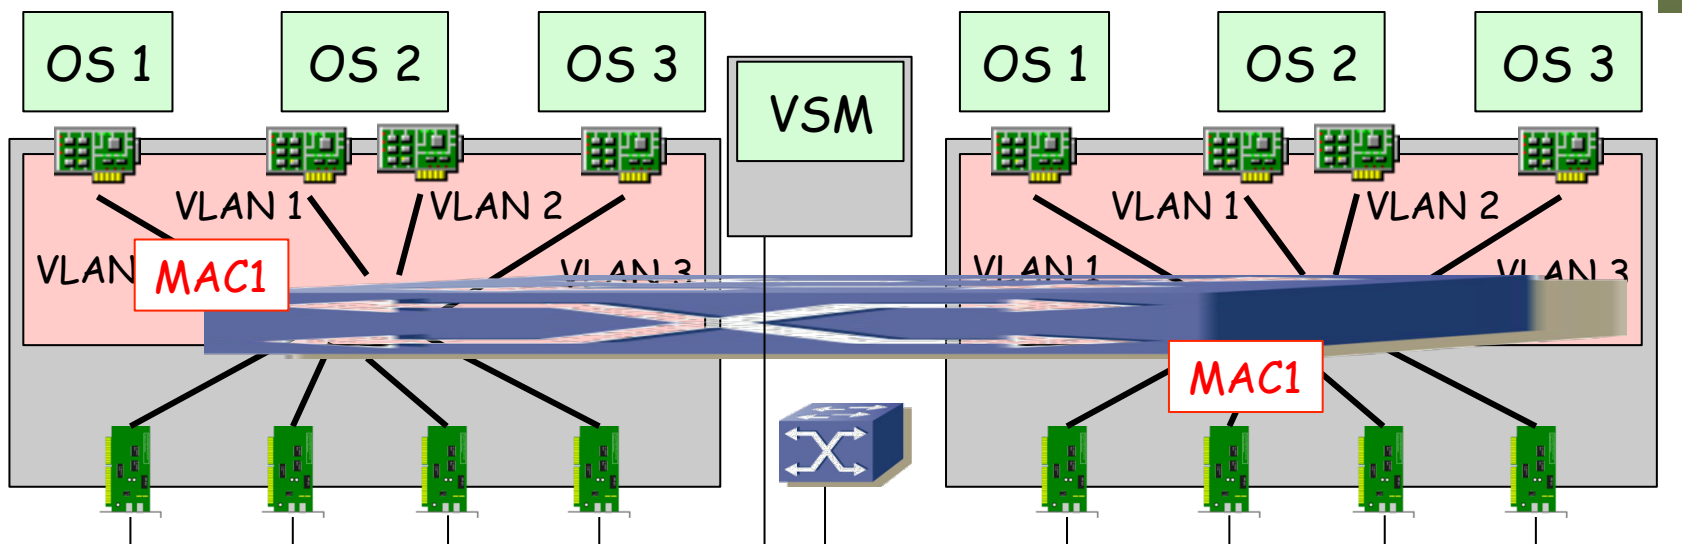 OS 1
OS 2
OS 3
VSM
OS 1
OS 2
OS 3
VLAN 1
VLAN 2
VLAN 1
VLAN 2
VLAN
MAC1
VLAN 3
VLAN 1
VLAN 3
MAC1